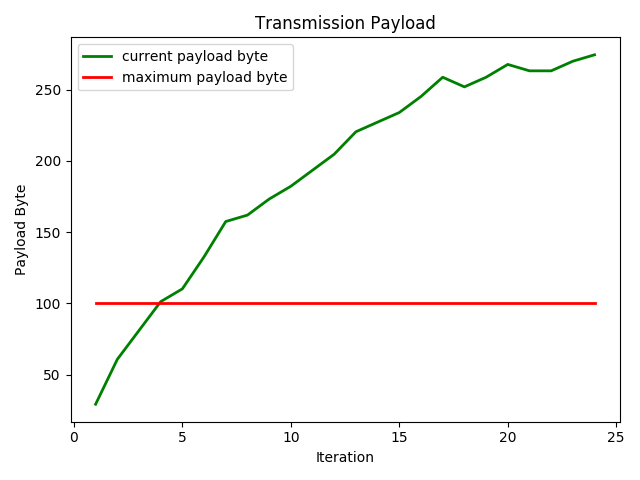 Transmission Payload
current payload byte
maximum payload byte
Payload Byte
250
200
150
100
50
0 5 10 15 20 25
Iteration